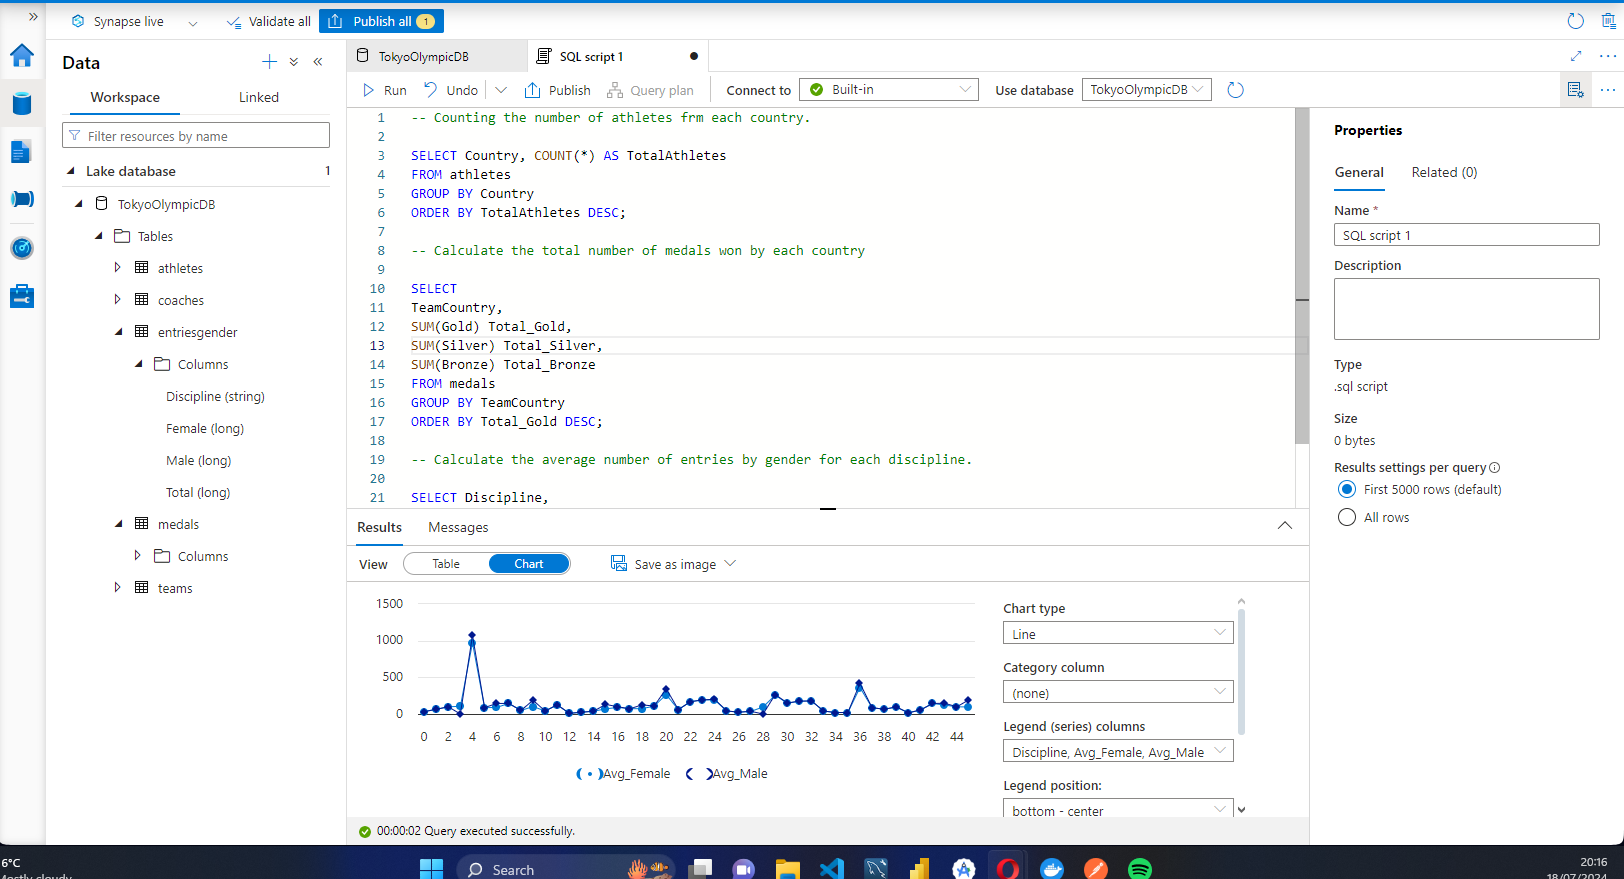 Synapse live
Validate all
Publish all 1
Data
Workspace
Linked
Filter resources by name
Lake database 1
TokyoOlympicDB
Tables
athletes
coaches
entriesgender
Columns
Discipline (string)
Female (long)
Male (long)
Total (long)
medals
Columns
teams
TokyoOlympicDB
SQL script 1
Run
Undo
Publish
Query plan
Connect to
Built-in
Use database
TokyoOlympicDB
1 -- Counting the number of athletes frm each country.
2
3 SELECT Country, COUNT(*) AS TotalAthletes
4 FROM athletes
5 GROUP BY Country
6 ORDER BY TotalAthletes DESC;
7
8 -- Calculate the total number of medals won by each country
9
10 SELECT
11 TeamCountry,
12 SUM(Gold) Total_Gold,
13 SUM(Silver) Total_Silver,
14 SUM(Bronze) Total_Bronze
15 FROM medals
16 GROUP BY TeamCountry
17 ORDER BY Total_Gold DESC;
18
19 -- Calculate the average number of entries by gender for each discipline.
20
21 SELECT Discipline,
Results
Messages
View
Table
Chart
Save as image
1500
1000
500
0
0 2 4 6 8 10 12 14 16 18 20 22 24 26 28 30 32 34 36 38 40 42 44
Avg_Female
Avg_Male
Chart type
Line
Category column
(none)
Legend (series) columns
Discipline, Avg_Female, Avg_Male
Legend position:
bottom - center
00:00:02 Query executed successfully.
Properties
General
Related (0)
Name *
SQL script 1
Description
Type
.sql script
Size
0 bytes
Results settings per query
First 5000 rows (default)
All rows
6°C
Mostly cloudy
Search
20:16
18/07/2024